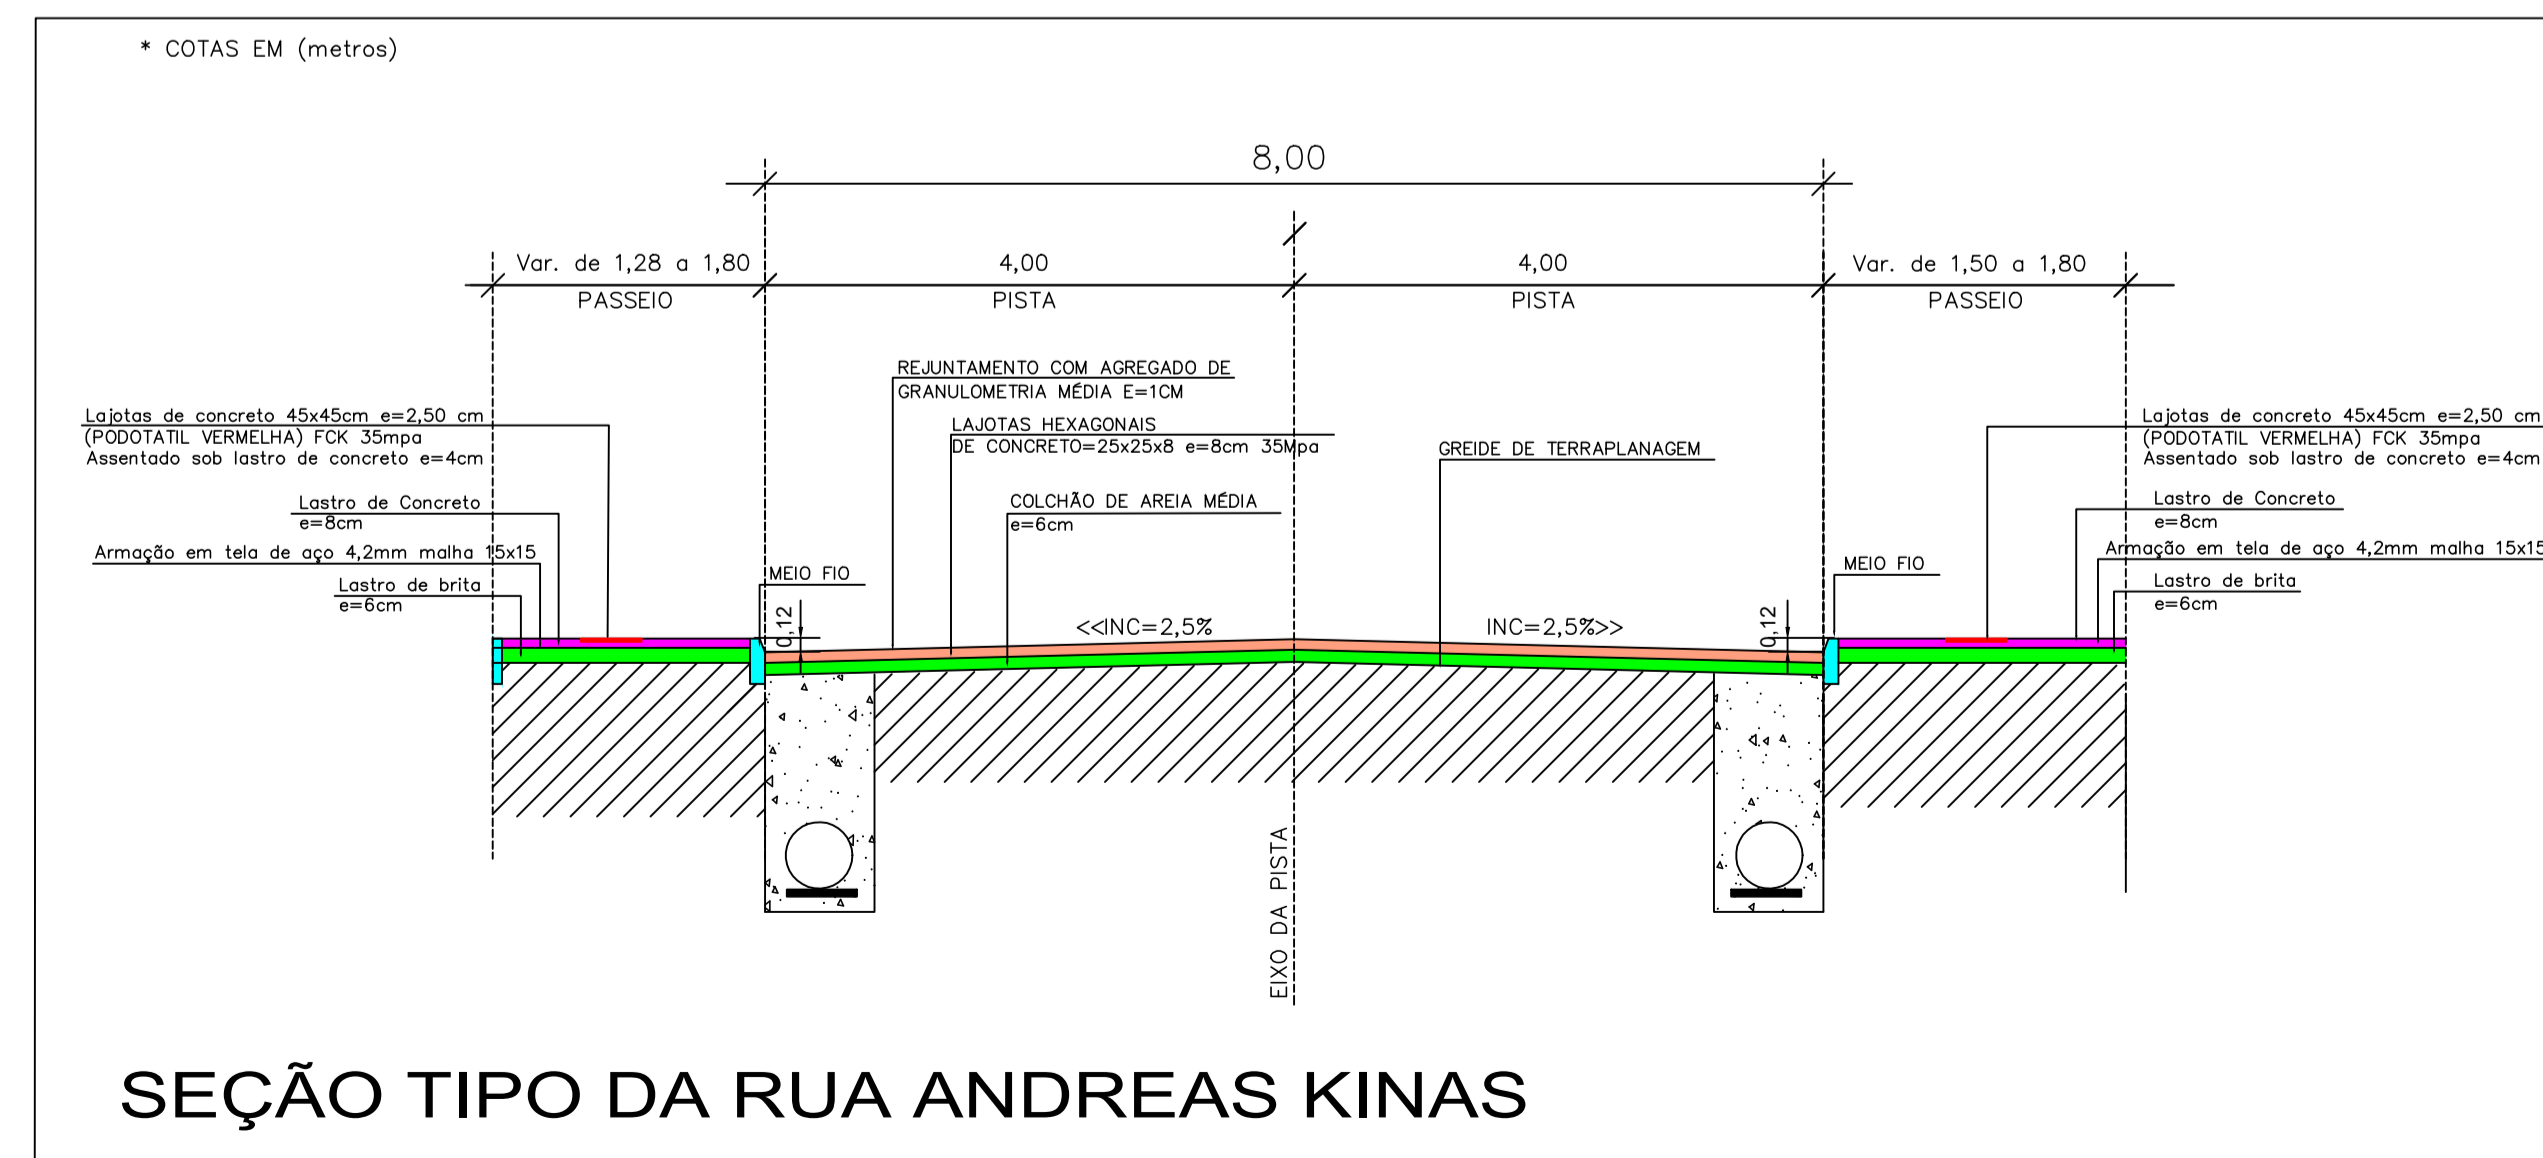 * COTAS EM (metros)
8,00
Var. de 1,28 a 1,80
4,00
4,00
Var. de 1,50 a 1,80
PASSEIO
PISTA
PISTA
PASSEIO
REJUNTAMENTO COM AGREGADO DE
GRANULOMETRIA MÉDIA E=1CM
LAJOTAS HEXAGONAIS
DE CONCRETO=25x25x8 e=8cm 35Mpa
COLCHÃO DE AREIA MÉDIA
e=6cm
GREIDE DE TERRAPLANAGEM
Lajotas de concreto 45x45cm e=2,50 cm
(PODOTATIL VERMELHA) FCK 35mpa
Assentado sob lastro de concreto e=4cm
Lastro de Concreto
e=8cm
Armação em tela de aço 4,2mm malha 15x15
Lastro de brita
e=6cm
MEIO FIO
0,12
<<INC=2,5%
INC=2,5%>>
0,12
MEIO FIO
Lajotas de concreto 45x45cm e=2,50 cm
(PODOTATIL VERMELHA) FCK 35mpa
Assentado sob lastro de concreto e=4cm
Lastro de Concreto
e=8cm
Armação em tela de aço 4,2mm malha 15x15
Lastro de brita
e=6cm
EIXO DA PISTA
SEÇÃO TIPO DA RUA ANDREAS KINAS